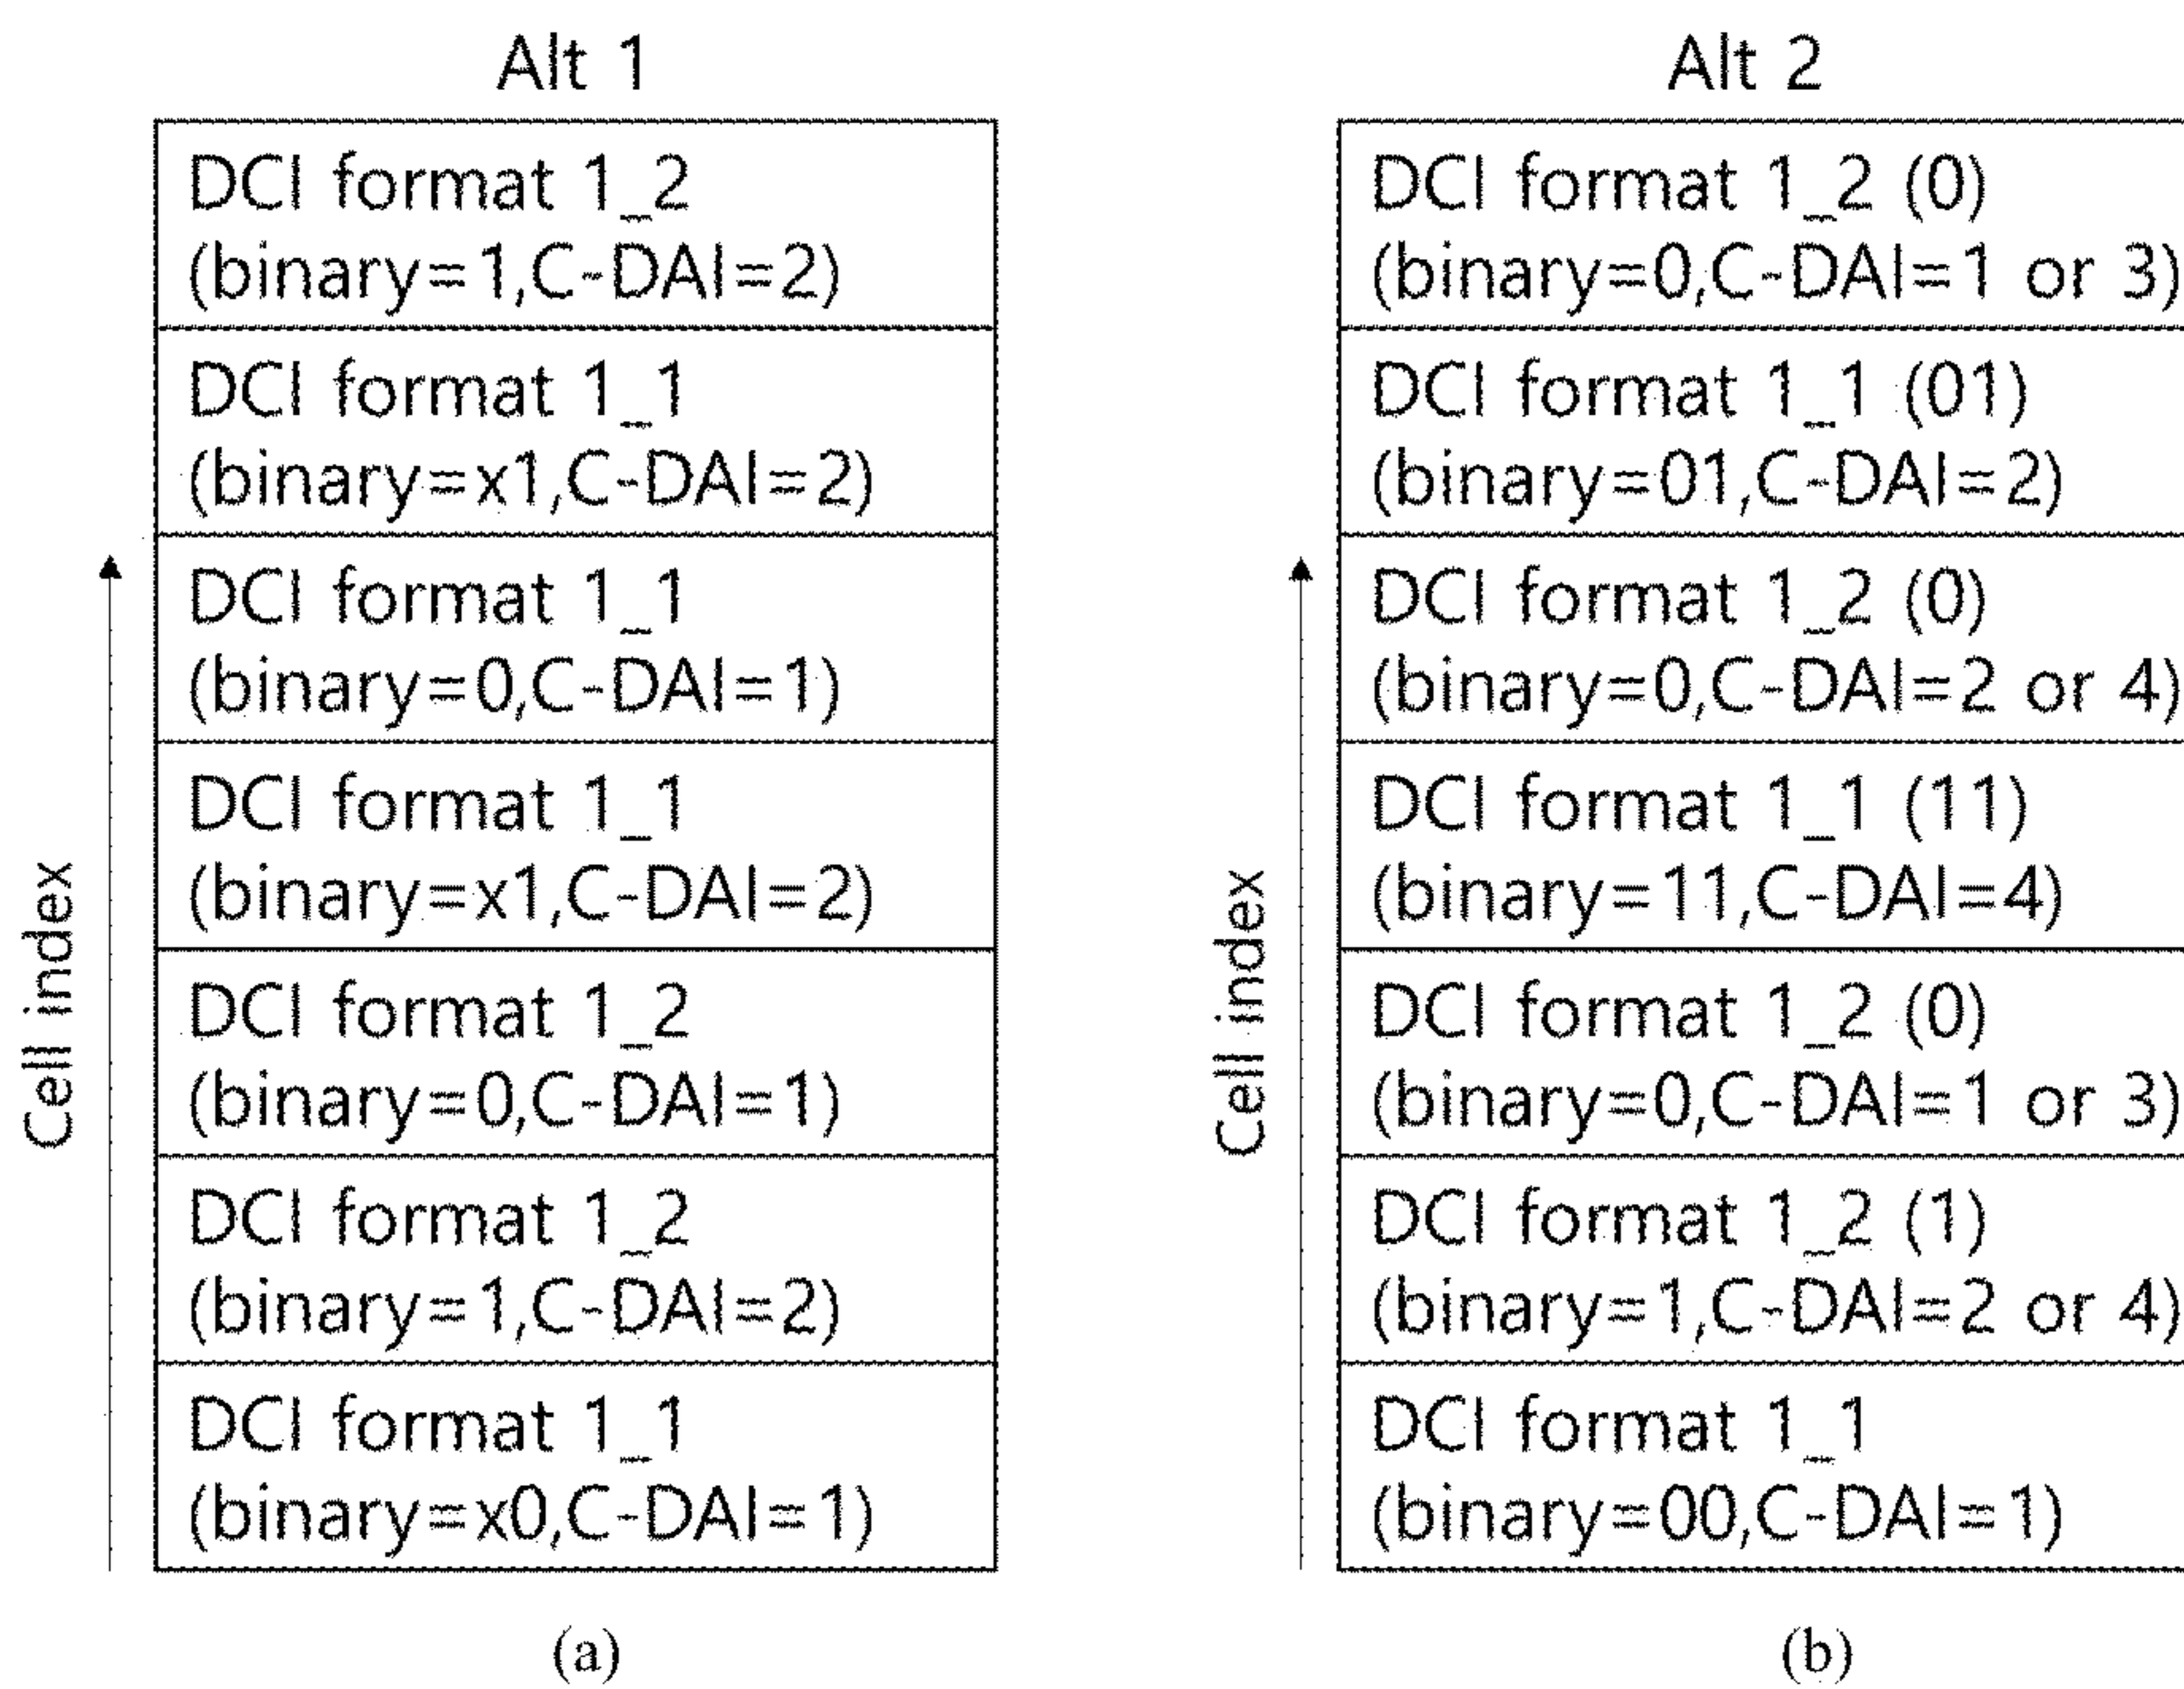 Alt 1
DCI format 1_2
(binary=1,C-DAI=2)
DCI format 1_1
(binary=x1,C-DAI=2)
DCI format 1_1
(binary=0,C-DAI=1)
DCI format 1_1
(binary=x1,C-DAI=2)
DCI format 1_2
(binary=0,C-DAI=1)
DCI format 1_2
(binary=1,C-DAI=2)
DCI format 1_1
(binary=x0,C-DAI=1)
Cell index
(a)
Alt 2
DCI format 1_2 (0)
(binary=0,C-DAI=1 or 3)
DCI format 1_1 (01)
(binary=01,C-DAI=2)
DCI format 1_2 (0)
(binary=0,C-DAI=2 or 4)
DCI format 1_1 (11)
(binary=11,C-DAI=4)
DCI format 1_2 (0)
(binary=0,C-DAI=1 or 3)
DCI format 1_2 (1)
(binary=1,C-DAI=2 or 4)
DCI format 1_1
(binary=00,C-DAI=1)
Cell index
(b)